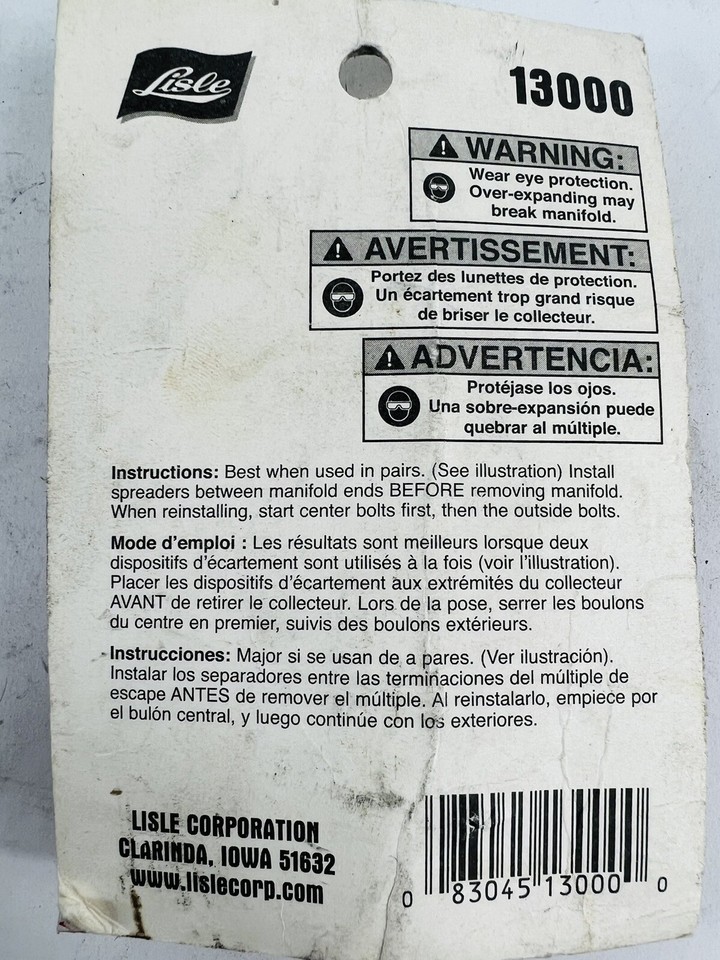 Lisle
13000
WARNING:
Wear eye protection.
Over-expanding may
break manifold.
AVERTISSEMENT:
Portez des lunettes de protection.
Un écartement trop grand risque
de briser le collecteur.
ADVERTENCIA:
Protéjase los ojos.
Una sobre-expansión puede
quebrar al múltiple.
Instructions: Best when used in pairs. (See illustration) Install
spreaders between manifold ends BEFORE removing manifold.
When reinstalling, start center bolts first, then the outside bolts.
Mode d'emploi : Les résultats sont meilleurs lorsque deux
dispositifs d'écartement sont utilisés à la fois (voir l'illustration).
Placer les dispositifs d'écartement aux extrémités du collecteur
AVANT de retirer le collecteur. Lors de la pose, serrer les boulons
du centre en premier, suivis des boulons extérieurs.
Instrucciones: Major si se usan de a pares. (Ver ilustración).
Instalar los separadores entre las terminaciones del múltiple de
escape ANTES de remover el múltiple. Al reinstalarlo, empiece por
el bulón central, y luego continúe con los exteriores.
LISLE CORPORATION
CLARINDA, IOWA 51632
www.lislecorp.com
0 83045 13000 0